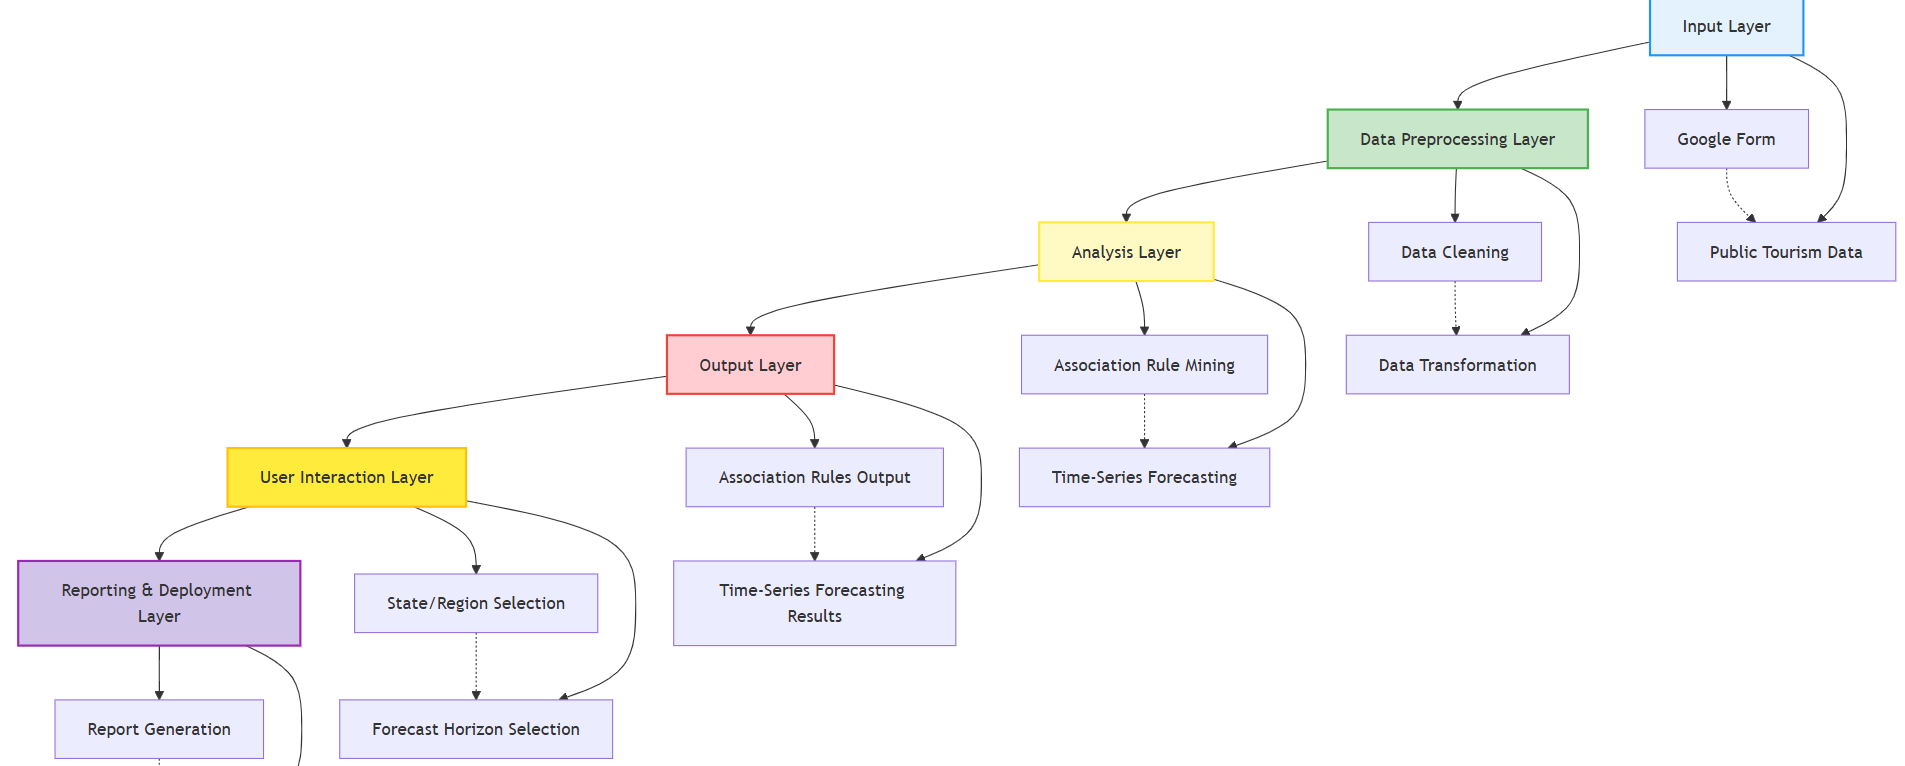 Input Layer
Data Preprocessing Layer
Google Form
Analysis Layer
Data Cleaning
Public Tourism Data
Output Layer
Association Rule Mining
Data Transformation
User Interaction Layer
Association Rules Output
Time-Series Forecasting
Reporting & Deployment
Layer
State/Region Selection
Time-Series Forecasting
Results
Report Generation
Forecast Horizon Selection